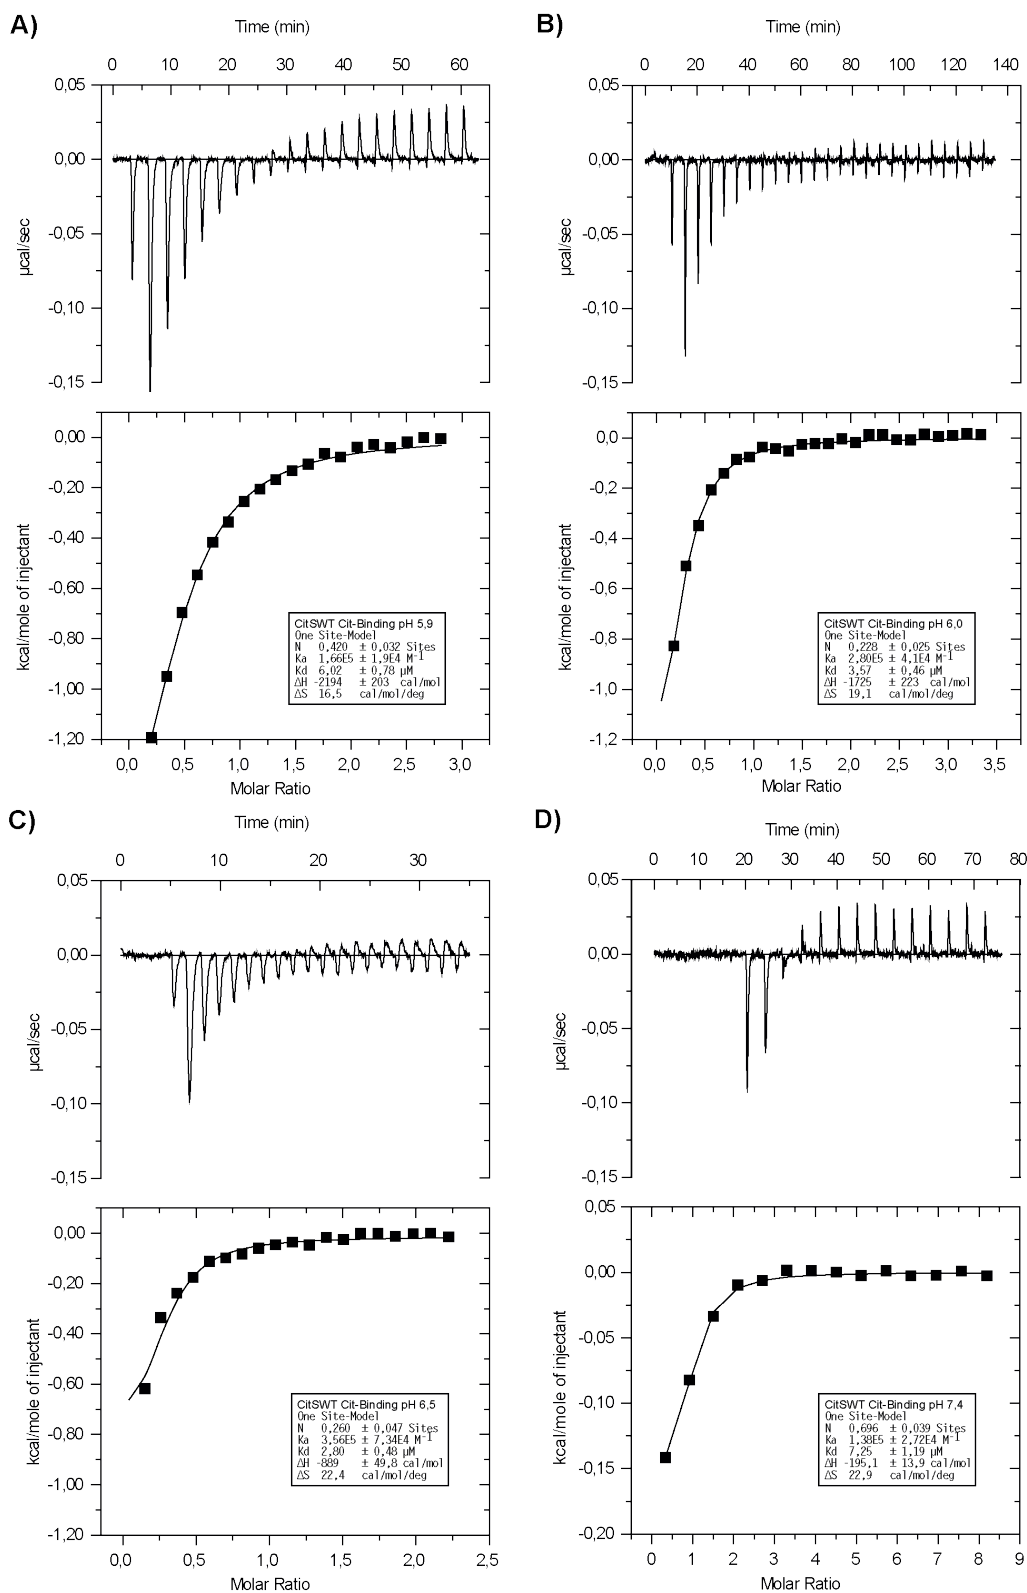 A)
Time (min)
0 10 20 30 40 50 60
0,05
0,00
-0,05
-0,10
-0,15
µcal/sec
0,00
-0,20
-0,40
-0,60
-0,80
-1,00
-1,20
kcal/mole of injectant
CitSWT Cit-Binding pH 5,9
One Site-Model
N 0,420 ± 0,032 Sites
Ka 1,66E5 ± 1,9E4 M⁻¹
Kd 6,02 ± 0,78 µM
ΔH -2194 ± 203 cal/mol
ΔS 16,5 cal/mol/deg
0,0 0,5 1,0 1,5 2,0 2,5 3,0
Molar Ratio
B)
Time (min)
0 20 40 60 80 100 120 140
0,05
0,00
-0,05
-0,10
-0,15
µcal/sec
0,0
-0,2
-0,4
-0,6
-0,8
-1,0
-1,2
kcal/mole of injectant
CitSWT Cit-Binding pH 6,0
One Site-Model
N 0,228 ± 0,025 Sites
Ka 2,80E5 ± 4,1E4 M⁻¹
Kd 3,57 ± 0,46 µM
ΔH -1725 ± 223 cal/mol
ΔS 19,1 cal/mol/deg
0,0 0,5 1,0 1,5 2,0 2,5 3,0 3,5
Molar Ratio
C)
Time (min)
0 10 20 30
0,05
0,00
-0,05
-0,10
-0,15
µcal/sec
0,00
-0,20
-0,40
-0,60
-0,80
-1,00
-1,20
kcal/mole of injectant
CitSWT Cit-Binding pH 6,5
One Site-Model
N 0,260 ± 0,047 Sites
Ka 3,56E5 ± 7,34E4 M⁻¹
Kd 2,80 ± 0,48 µM
ΔH -889 ± 49,8 cal/mol
ΔS 22,4 cal/mol/deg
0,0 0,5 1,0 1,5 2,0 2,5
Molar Ratio
D)
Time (min)
0 10 20 30 40 50 60 70 80
0,05
0,00
-0,05
-0,10
-0,15
µcal/sec
0,05
0,00
-0,05
-0,10
-0,15
-0,20
kcal/mole of injectant
CitSWT Cit-Binding pH 7,4
One Site-Model
N 0,696 ± 0,039 Sites
Ka 1,38E5 ± 2,72E4 M⁻¹
Kd 7,25 ± 1,19 µM
ΔH -195,1 ± 13,9 cal/mol
ΔS 22,9 cal/mol/deg
0 1 2 3 4 5 6 7 8 9
Molar Ratio